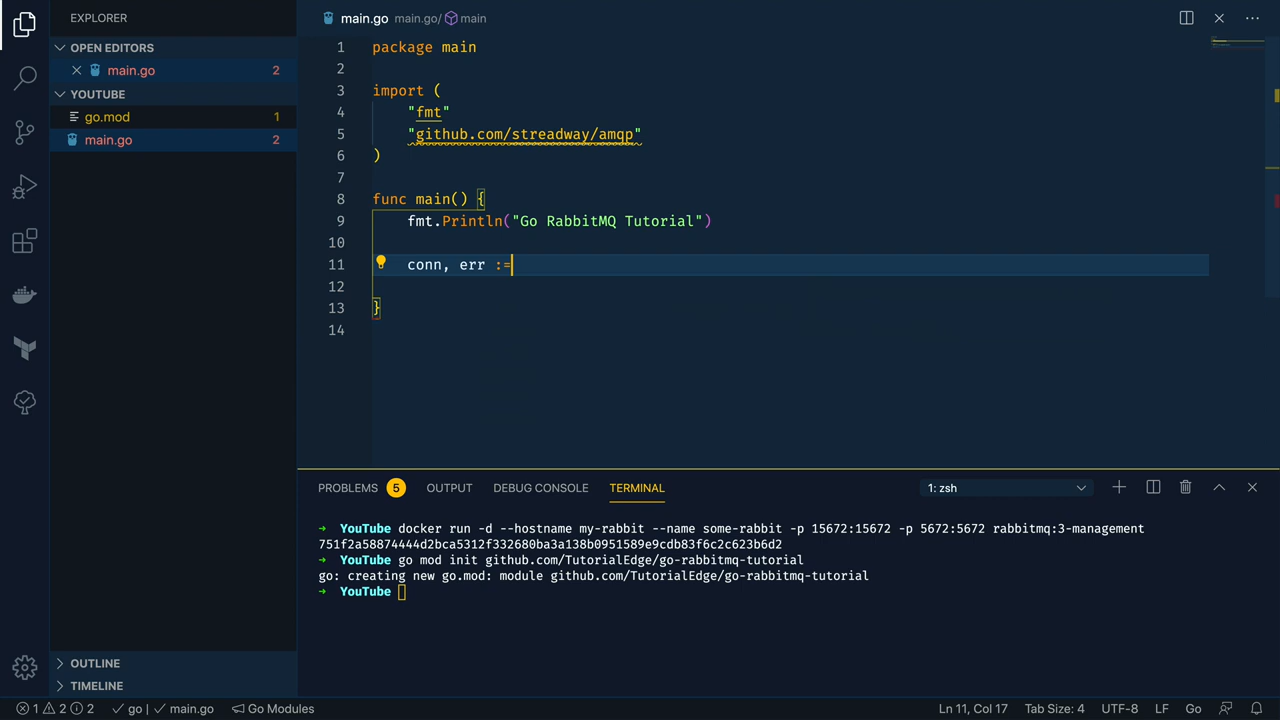 EXPLORER
OPEN EDITORS
main.go 2
YOUTUBE
go.mod 1
main.go 2
OUTLINE
TIMELINE
main.go main.go/ main
1 package main
2
3 import (
4 "fmt"
5 "github.com/streadway/amqp"
6 )
7
8 func main() {
9 fmt.Println("Go RabbitMQ Tutorial")
10
11 conn, err :=
12
13 }
14
PROBLEMS 5 OUTPUT DEBUG CONSOLE TERMINAL 1: zsh
→ YouTube docker run -d --hostname my-rabbit --name some-rabbit -p 15672:15672 -p 5672:5672 rabbitmq:3-management
751f2a58874444d2bca5312f332680ba3a138b0951589e9cdb83f6c2c623b6d2
→ YouTube go mod init github.com/TutorialEdge/go-rabbitmq-tutorial
go: creating new go.mod: module github.com/TutorialEdge/go-rabbitmq-tutorial
→ YouTube
1 2 2 go | main.go Go Modules Ln 11, Col 17 Tab Size: 4 UTF-8 LF Go